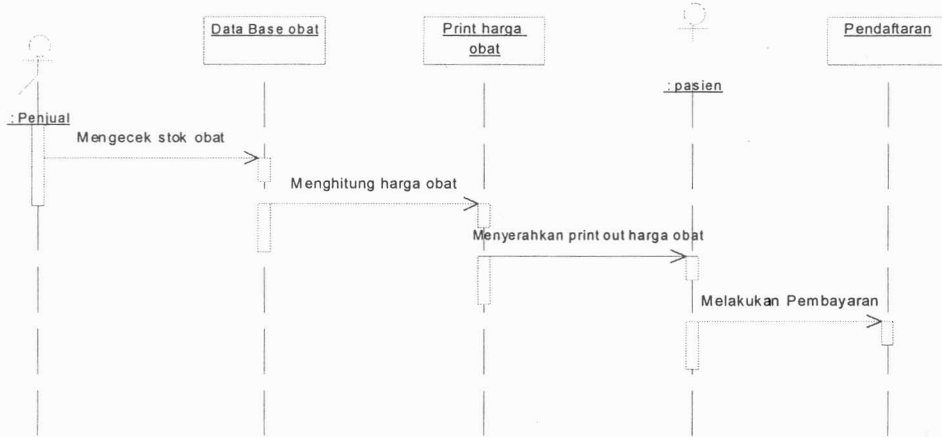 Data Base obat
Print harga
obat
Pendaftaran
: pasien
: Penjual
Mengecek stok obat
Menghitung harga obat
Menyerahkan print out harga obat
Melakukan Pembayaran